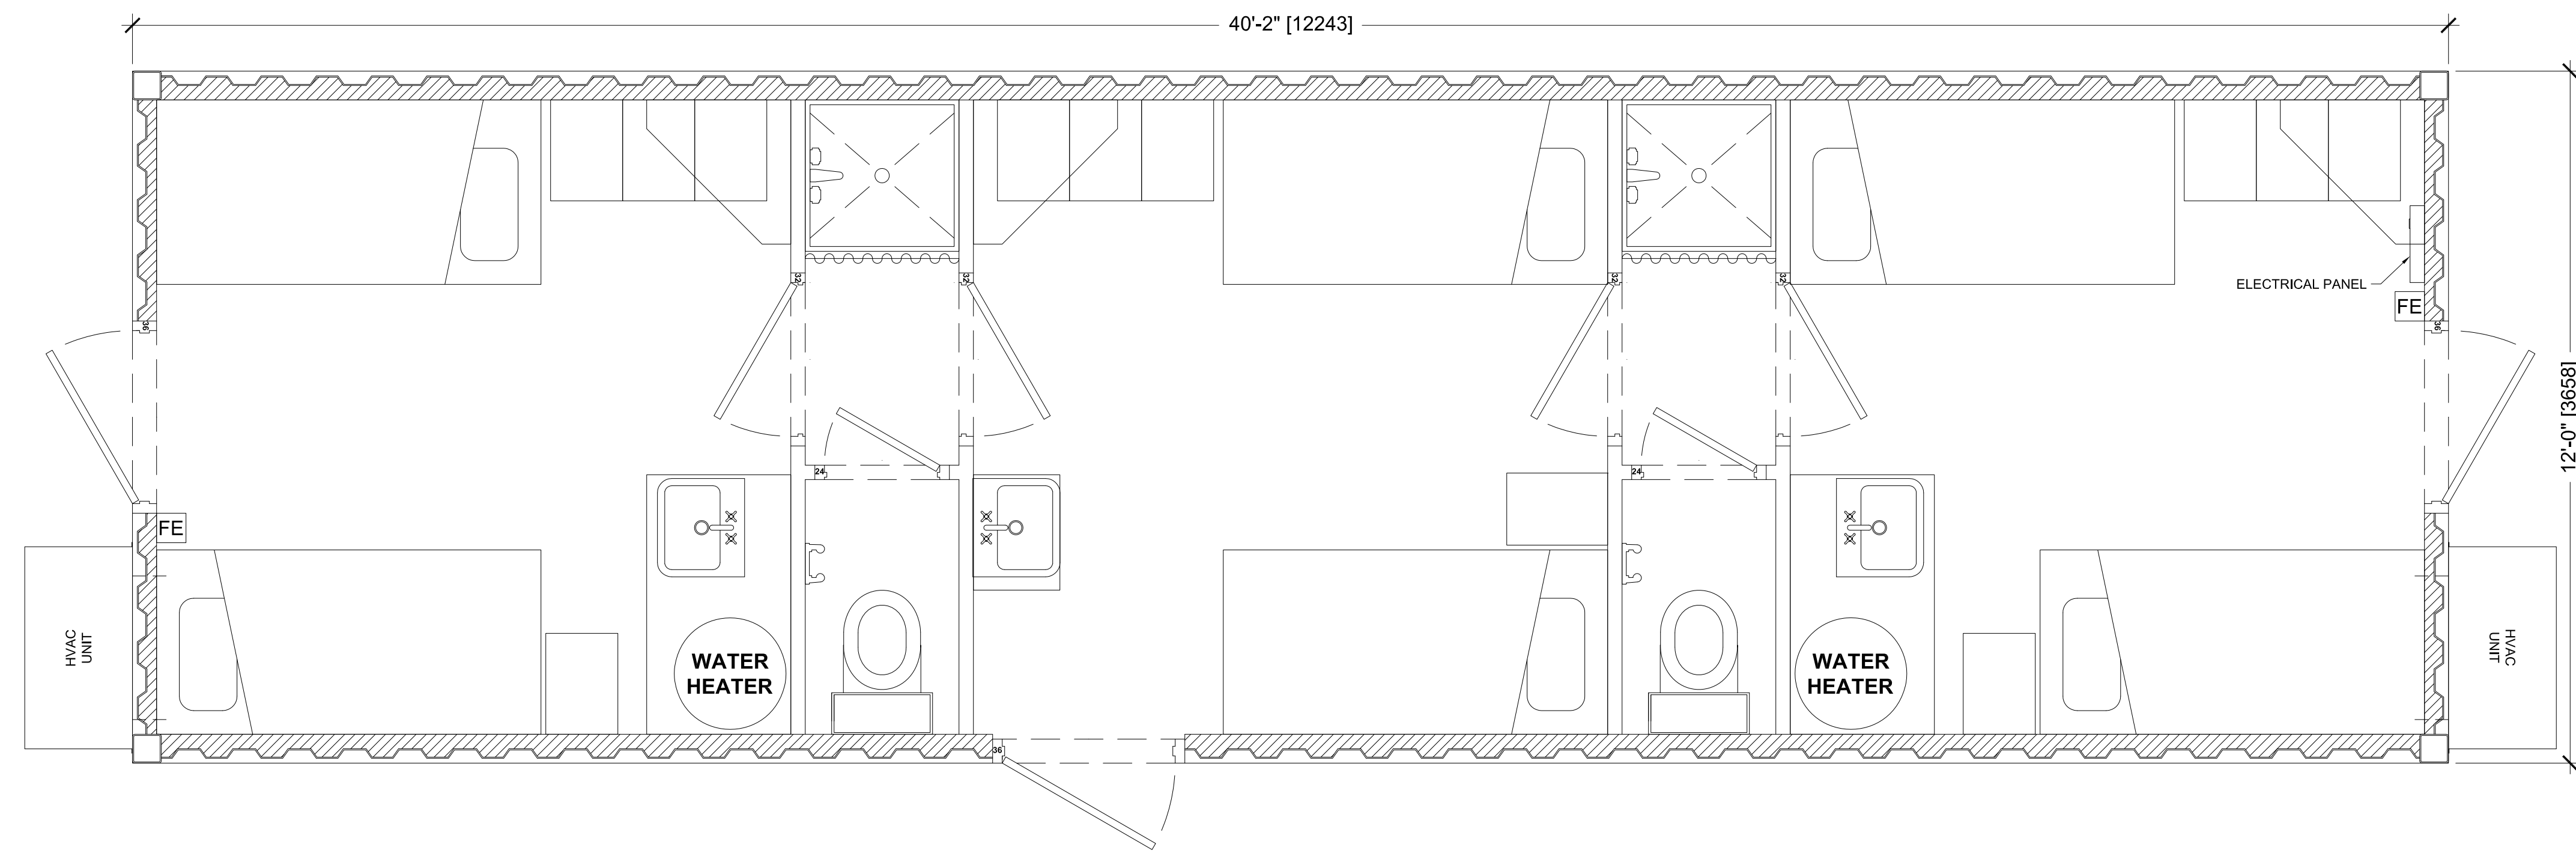 40'-2" [12243]
12'-0" [3658]
32
32
32
32
ELECTRICAL PANEL
FE
36
36
24
24
FE
HVAC
UNIT
WATER
HEATER
WATER
HEATER
HVAC
UNIT
36